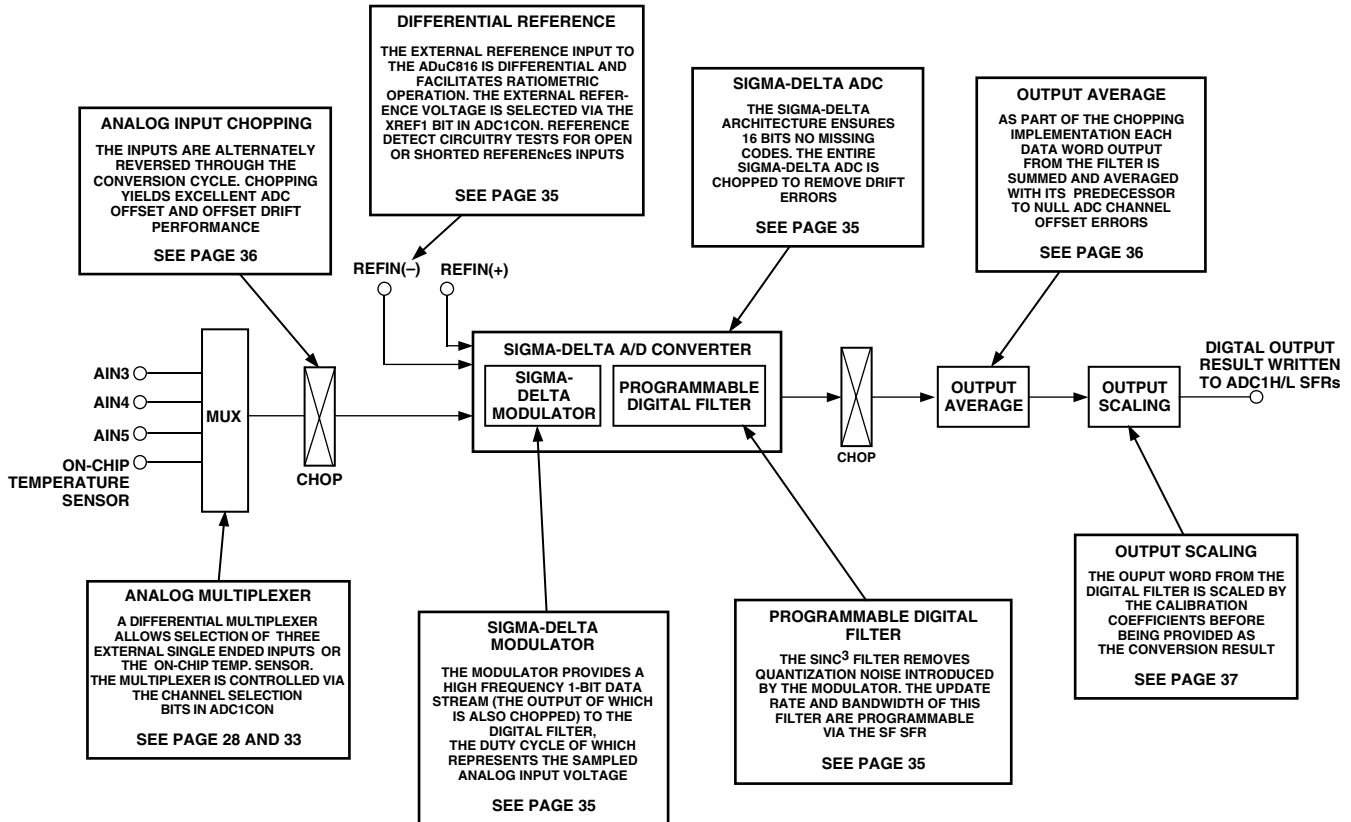 DIFFERENTIAL REFERENCE
THE EXTERNAL REFERENCE INPUT TO
THE ADuC816 IS DIFFERENTIAL AND
FACILITATES RATIOMETRIC
OPERATION. THE EXTERNAL REFER-
ENCE VOLTAGE IS SELECTED VIA THE
XREF1 BIT IN ADC1CON. REFERENCE
DETECT CIRCUITRY TESTS FOR OPEN
OR SHORTED REFERENcES INPUTS
SEE PAGE 35
SIGMA-DELTA ADC
THE SIGMA-DELTA
ARCHITECTURE ENSURES
16 BITS NO MISSING
CODES. THE ENTIRE
SIGMA-DELTA ADC IS
CHOPPED TO REMOVE DRIFT
ERRORS
SEE PAGE 35
OUTPUT AVERAGE
AS PART OF THE CHOPPING
IMPLEMENTATION EACH
DATA WORD OUTPUT
FROM THE FILTER IS
SUMMED AND AVERAGED
WITH ITS PREDECESSOR
TO NULL ADC CHANNEL
OFFSET ERRORS
SEE PAGE 36
ANALOG INPUT CHOPPING
THE INPUTS ARE ALTERNATELY
REVERSED THROUGH THE
CONVERSION CYCLE. CHOPPING
YIELDS EXCELLENT ADC
OFFSET AND OFFSET DRIFT
PERFORMANCE
SEE PAGE 36
REFIN(–) REFIN(+)
AIN3
AIN4
AIN5
ON-CHIP
TEMPERATURE
SENSOR
MUX
CHOP
SIGMA-DELTA A/D CONVERTER
SIGMA-
DELTA
MODULATOR
PROGRAMMABLE
DIGITAL FILTER
CHOP
OUTPUT
AVERAGE
OUTPUT
SCALING
DIGTAL OUTPUT
RESULT WRITTEN
TO ADC1H/L SFRs
ANALOG MULTIPLEXER
A DIFFERENTIAL MULTIPLEXER
ALLOWS SELECTION OF THREE
EXTERNAL SINGLE ENDED INPUTS OR
THE ON-CHIP TEMP. SENSOR.
THE MULTIPLEXER IS CONTROLLED VIA
THE CHANNEL SELECTION
BITS IN ADC1CON
SEE PAGE 28 AND 33
SIGMA-DELTA
MODULATOR
THE MODULATOR PROVIDES A
HIGH FREQUENCY 1-BIT DATA
STREAM (THE OUTPUT OF WHICH
IS ALSO CHOPPED) TO THE
DIGITAL FILTER,
THE DUTY CYCLE OF WHICH
REPRESENTS THE SAMPLED
ANALOG INPUT VOLTAGE
SEE PAGE 35
PROGRAMMABLE DIGITAL
FILTER
THE SINC3 FILTER REMOVES
QUANTIZATION NOISE INTRODUCED
BY THE MODULATOR. THE UPDATE
RATE AND BANDWIDTH OF THIS
FILTER ARE PROGRAMMABLE
VIA THE SF SFR
SEE PAGE 35
OUTPUT SCALING
THE OUPUT WORD FROM THE
DIGITAL FILTER IS SCALED BY
THE CALIBRATION
COEFFICIENTS BEFORE
BEING PROVIDED AS
THE CONVERSION RESULT
SEE PAGE 37